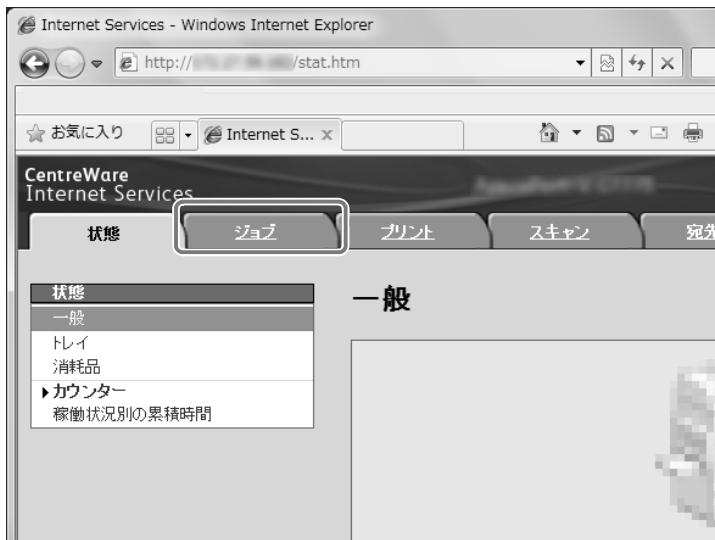 Internet Services - Windows Internet Explorer
http:// /stat.htm
お気に入り
Internet S...
CentreWare
Internet Services
状態
ジョブ
プリント
スキャン
宛先
状態
一般
トレイ
消耗品
カウンター
稼働状況別の累積時間
一般